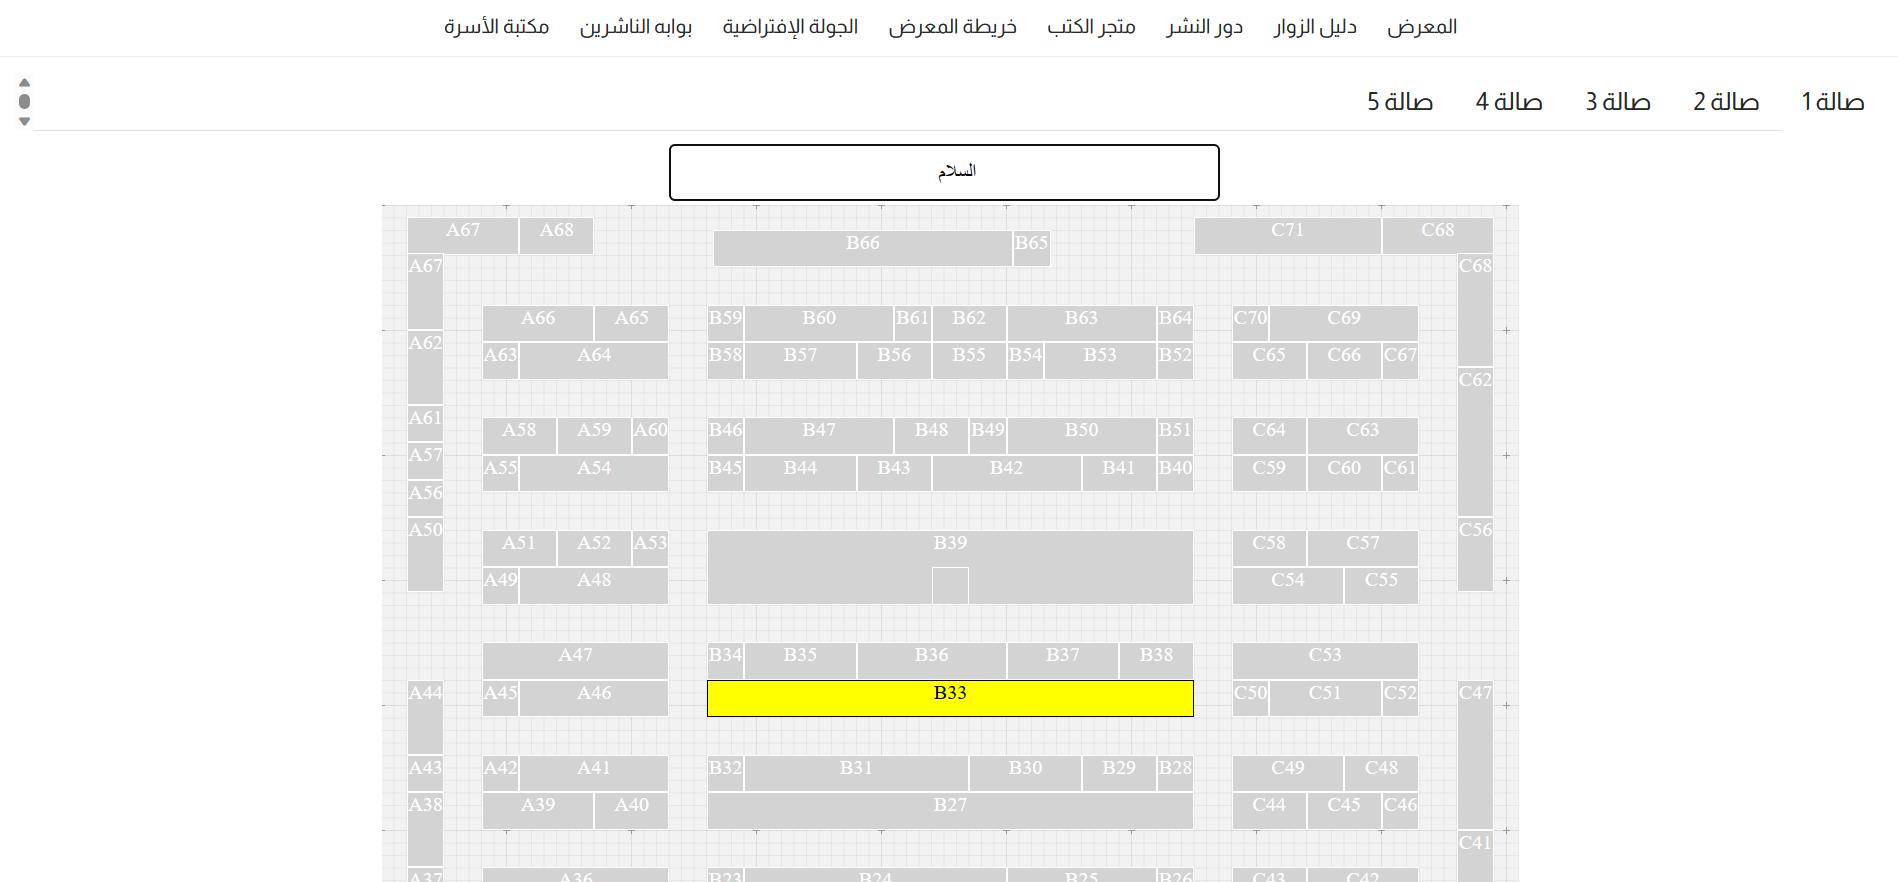 المعرض دليل الزوار دور النشر متجر الكتب خريطة المعرض الجولة الإفتراضية بوابه الناشرين مكتبة الأسرة
صالة 1 صالة 2 صالة 3 صالة 4 صالة 5
السلام
A67 A68 C71 C68
B66 B65
A67 C68
A66 A65 B59 B60 B61 B62 B63 B64 C70 C69
A62
A63 A64 B58 B57 B56 B55 B54 B53 B52 C65 C66 C67
C62
A61
A58 A59 A60 B46 B47 B48 B49 B50 B51 C64 C63
A57
A55 A54 B45 B44 B43 B42 B41 B40 C59 C60 C61
A56
A50 C56
A51 A52 A53 B39 C58 C57
A49 A48 C54 C55
A47 B34 B35 B36 B37 B38 C53
A44 A45 A46 B33 C50 C51 C52 C47
A43 A42 A41 B32 B31 B30 B29 B28 C49 C48
A38 A39 A40 B27 C44 C45 C46
C41
A37 A36 B23 B24 B25 B26 C43 C42